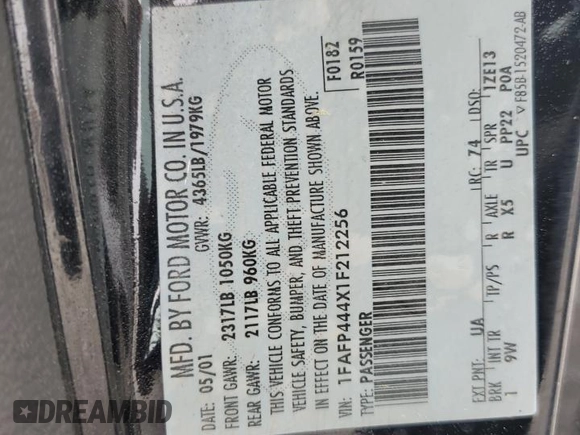 MFD. BY FORD MOTOR CO. IN U.S.A.
DATE: 05/01 GVWR: 4365LB/1979KG
FRONT GAWR: 2317LB 1050KG
REAR GAWR: 2117LB 960KG
THIS VEHICLE CONFORMS TO ALL APPLICABLE FEDERAL MOTOR
VEHICLE SAFETY, BUMPER, AND THEFT PREVENTION STANDARDS
IN EFFECT ON THE DATE OF MANUFACTURE SHOWN ABOVE.
VIN: 1FAFP444X1F212256
TYPE: PASSENGER
F0182
R0159
EXT PNT: UA RC: 74 DSO:
BRK INT TR TP/PS R AXLE TR SPR 1ZE13
1 9W R X5 U PP22 P0A
UPC F85B-1520472-AB
DREAMBID